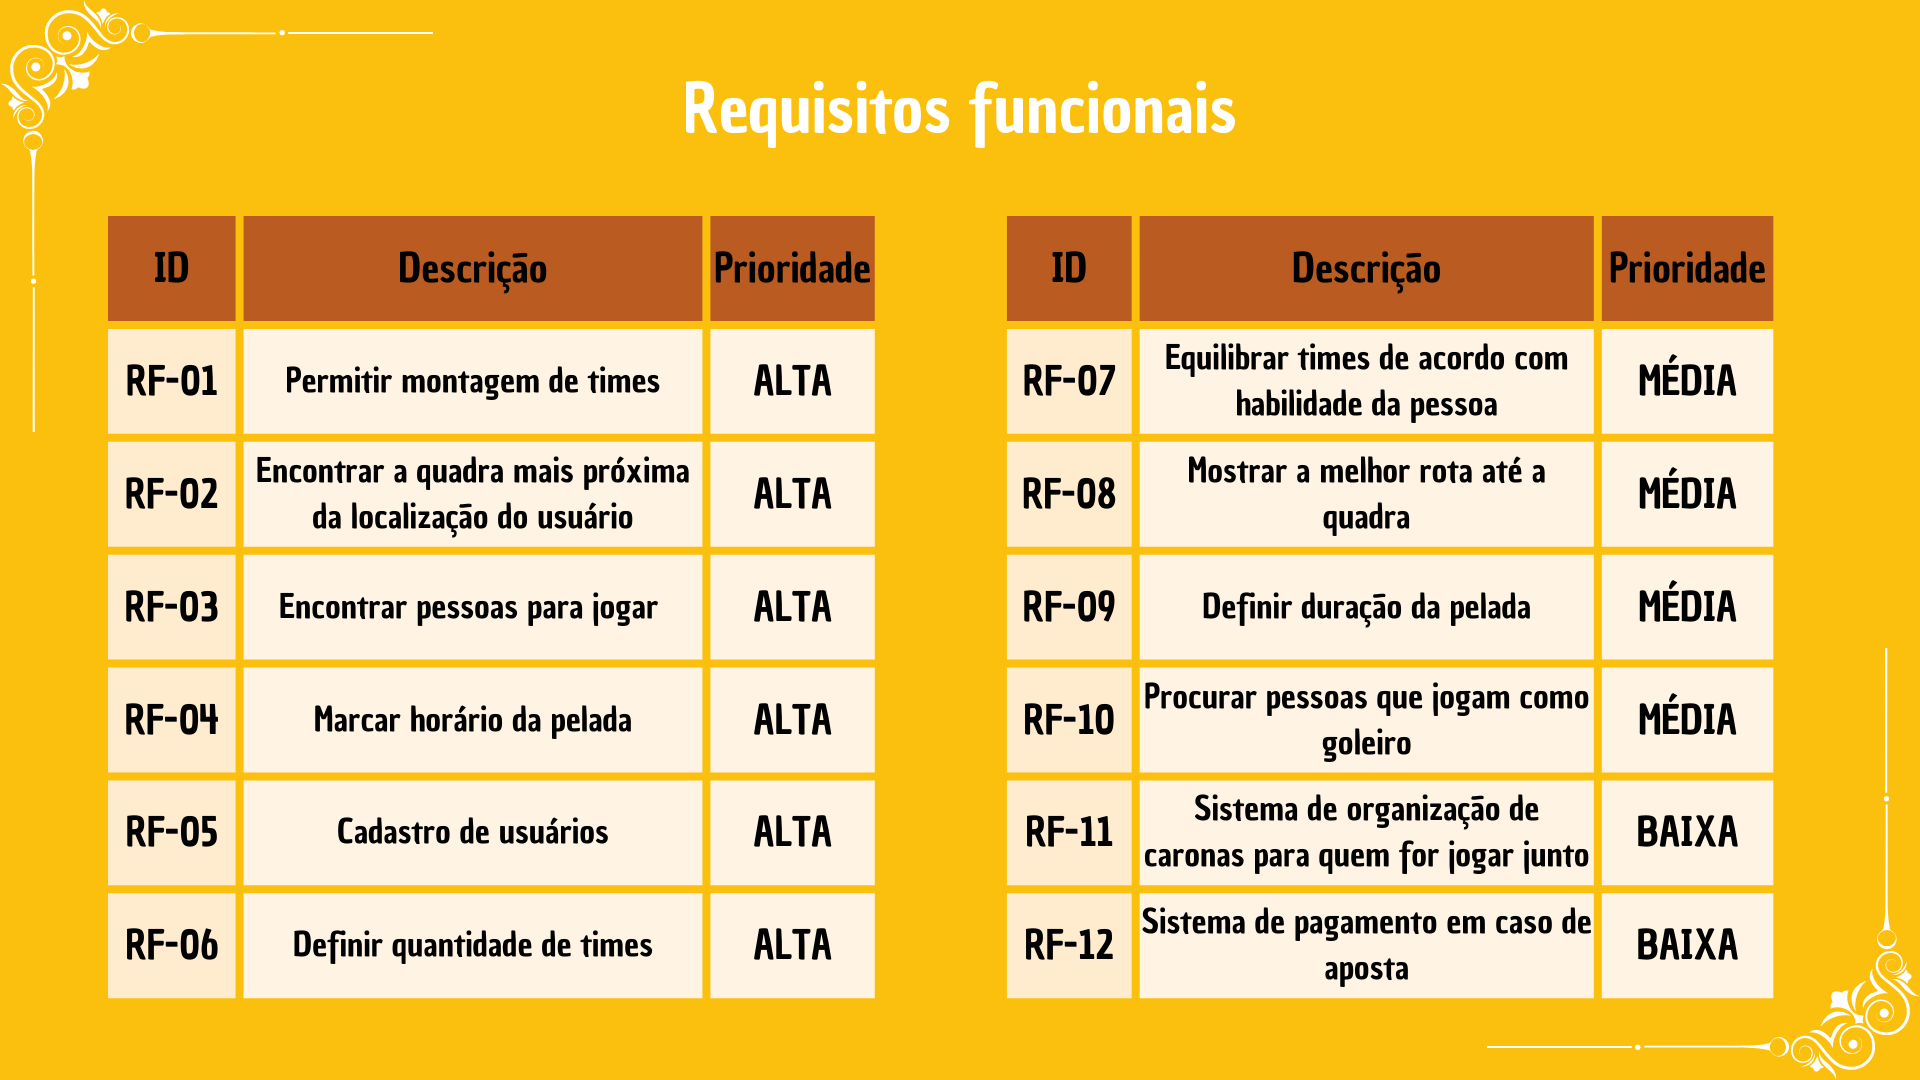 Requisitos funcionais
ID Descrição Prioridade
RF-01 Permitir montagem de times ALTA
RF-02 Encontrar a quadra mais próxima
da localização do usuário ALTA
RF-03 Encontrar pessoas para jogar ALTA
RF-04 Marcar horário da pelada ALTA
RF-05 Cadastro de usuários ALTA
RF-06 Definir quantidade de times ALTA
ID Descrição Prioridade
RF-07 Equilibrar times de acordo com
habilidade da pessoa MÉDIA
RF-08 Mostrar a melhor rota até a
quadra MÉDIA
RF-09 Definir duração da pelada MÉDIA
RF-10 Procurar pessoas que jogam como
goleiro MÉDIA
RF-11 Sistema de organização de
caronas para quem for jogar junto BAIXA
RF-12 Sistema de pagamento em caso de
aposta BAIXA